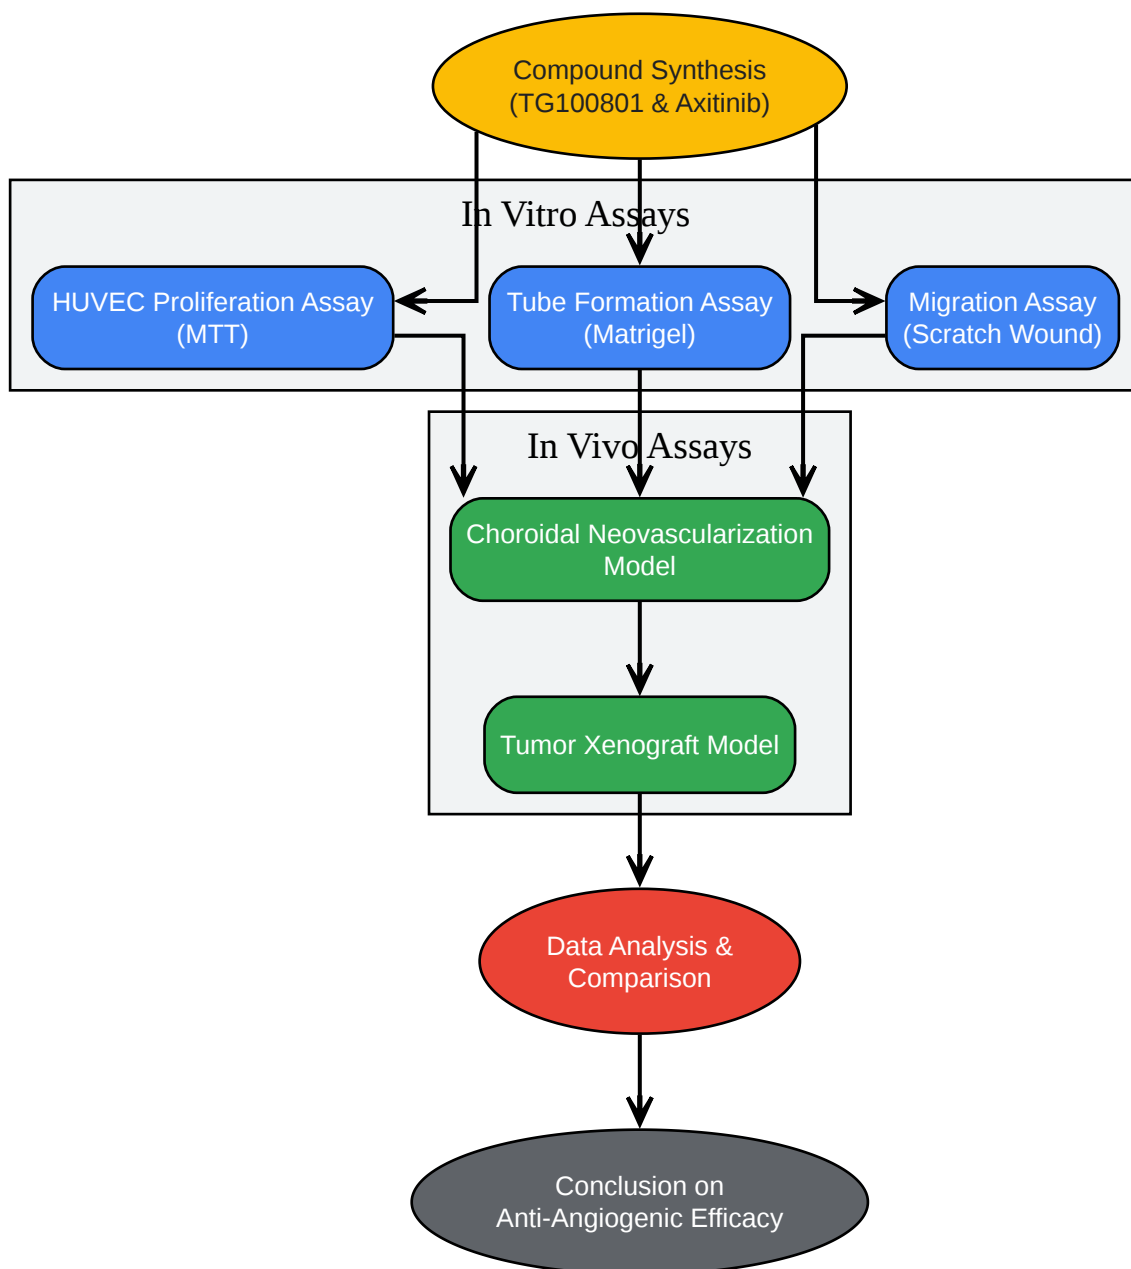 Compound Synthesis
(TG100801 & Axitinib)
In Vitro Assays
HUVEC Proliferation Assay
(MTT)
Tube Formation Assay
(Matrigel)
Migration Assay
(Scratch Wound)
In Vivo Assays
Choroidal Neovascularization
Model
Tumor Xenograft Model
Data Analysis &
Comparison
Conclusion on
Anti-Angiogenic Efficacy